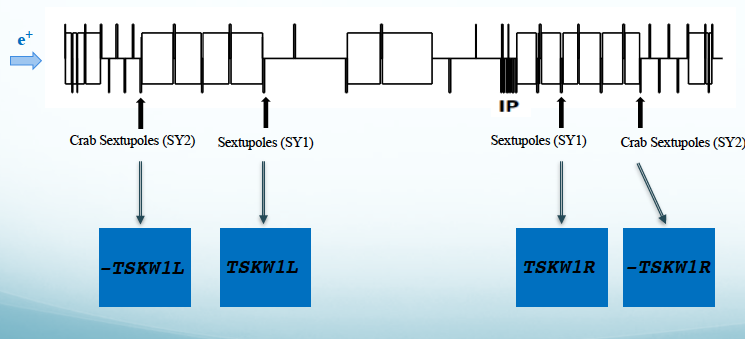 e+
IP
Crab Sextupoles (SY2)
Sextupoles (SY1)
Sextupoles (SY1)
Crab Sextupoles (SY2)
-TSKW1L
TSKW1L
TSKW1R
-TSKW1R